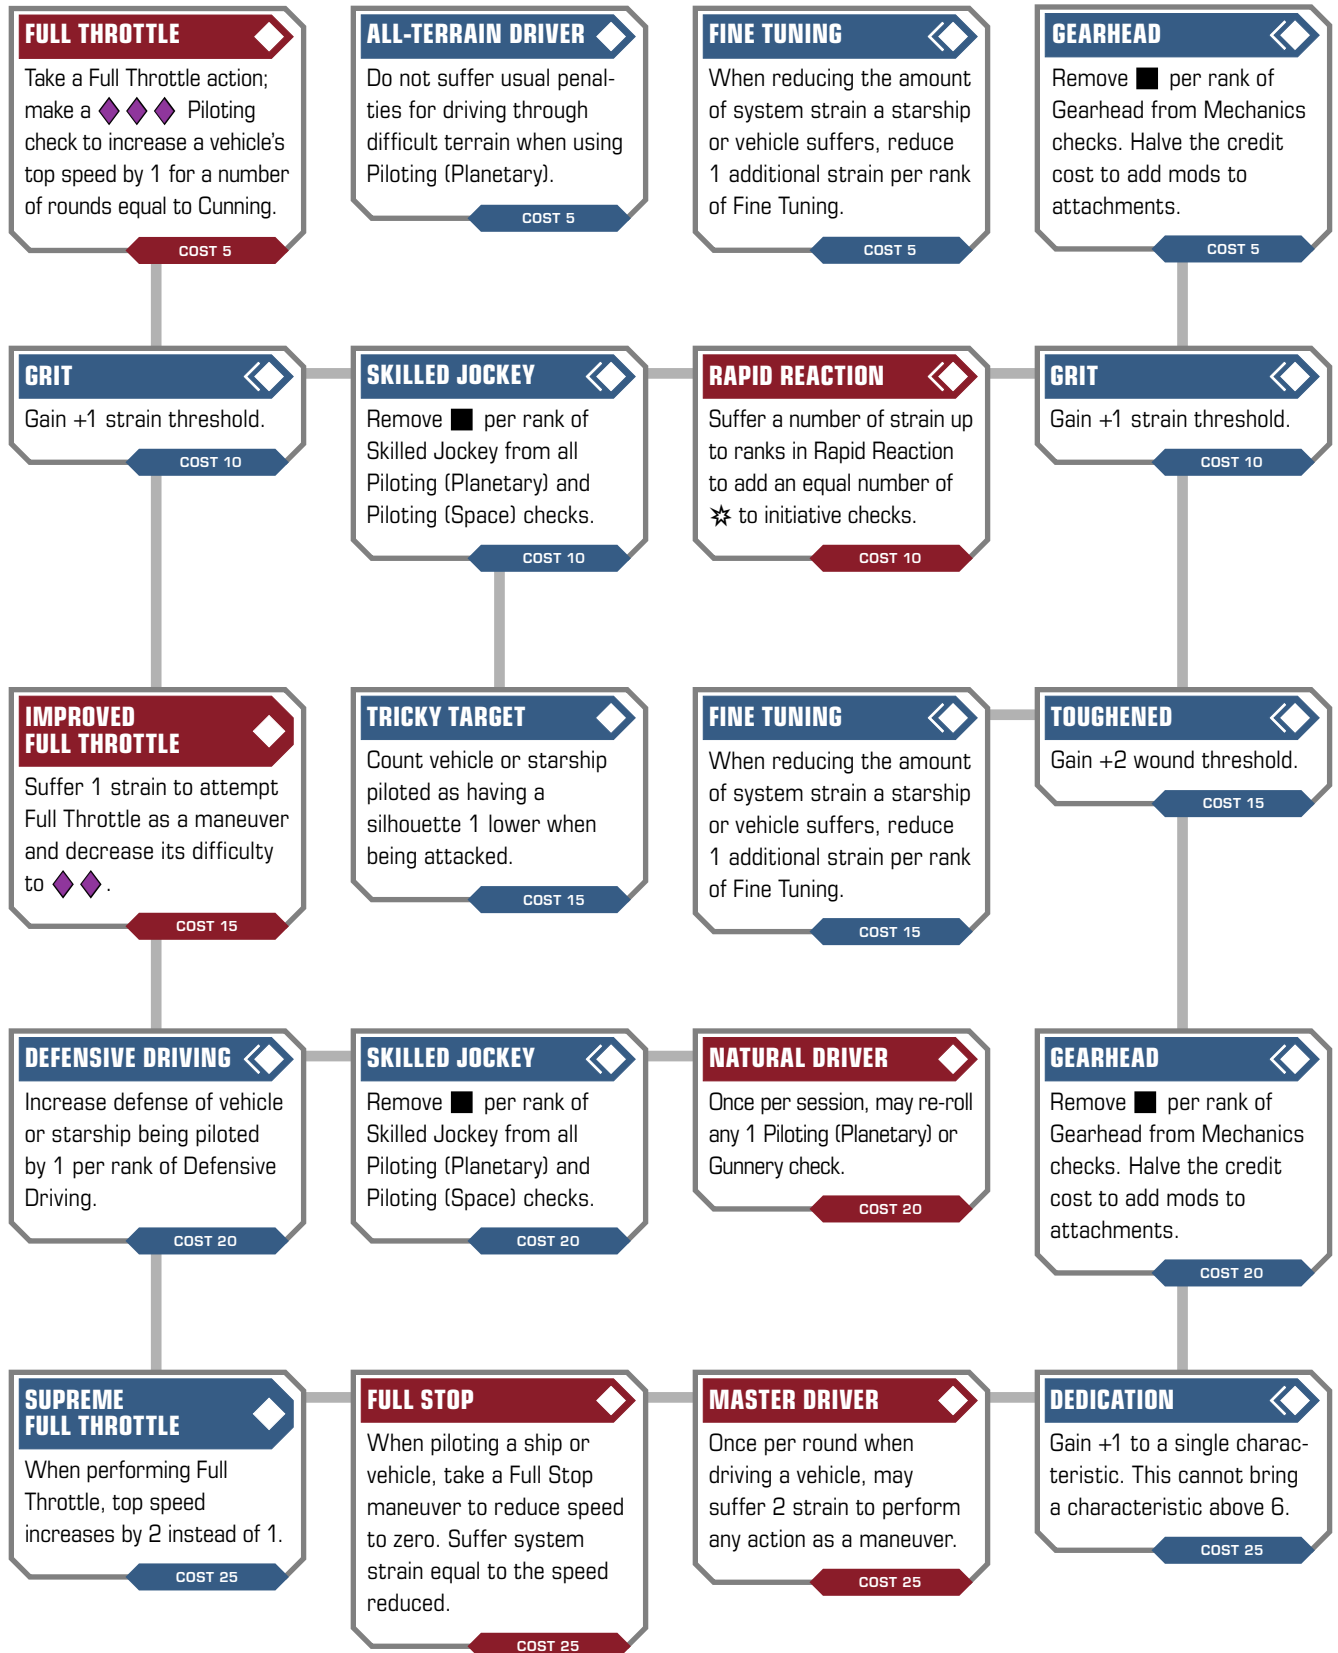 FULL THROTTLE
Take a Full Throttle action;
make a Piloting
check to increase a vehicle's
top speed by 1 for a number
of rounds equal to Cunning.
COST 5
ALL-TERRAIN DRIVER
Do not suffer usual penal-
ties for driving through
difficult terrain when using
Piloting (Planetary).
COST 5
FINE TUNING
When reducing the amount
of system strain a starship
or vehicle suffers, reduce
1 additional strain per rank
of Fine Tuning.
COST 5
GEARHEAD
Remove per rank of
Gearhead from Mechanics
checks. Halve the credit
cost to add mods to
attachments.
COST 5
GRIT
Gain +1 strain threshold.
COST 10
SKILLED JOCKEY
Remove per rank of
Skilled Jockey from all
Piloting (Planetary) and
Piloting (Space) checks.
COST 10
RAPID REACTION
Suffer a number of strain up
to ranks in Rapid Reaction
to add an equal number of
to initiative checks.
COST 10
GRIT
Gain +1 strain threshold.
COST 10
IMPROVED
FULL THROTTLE
Suffer 1 strain to attempt
Full Throttle as a maneuver
and decrease its difficulty
to .
COST 15
TRICKY TARGET
Count vehicle or starship
piloted as having a
silhouette 1 lower when
being attacked.
COST 15
FINE TUNING
When reducing the amount
of system strain a starship
or vehicle suffers, reduce
1 additional strain per rank
of Fine Tuning.
COST 15
TOUGHENED
Gain +2 wound threshold.
COST 15
DEFENSIVE DRIVING
Increase defense of vehicle
or starship being piloted
by 1 per rank of Defensive
Driving.
COST 20
SKILLED JOCKEY
Remove per rank of
Skilled Jockey from all
Piloting (Planetary) and
Piloting (Space) checks.
COST 20
NATURAL DRIVER
Once per session, may re-roll
any 1 Piloting (Planetary) or
Gunnery check.
COST 20
GEARHEAD
Remove per rank of
Gearhead from Mechanics
checks. Halve the credit
cost to add mods to
attachments.
COST 20
SUPREME
FULL THROTTLE
When performing Full
Throttle, top speed
increases by 2 instead of 1.
COST 25
FULL STOP
When piloting a ship or
vehicle, take a Full Stop
maneuver to reduce speed
to zero. Suffer system
strain equal to the speed
reduced.
COST 25
MASTER DRIVER
Once per round when
driving a vehicle, may
suffer 2 strain to perform
any action as a maneuver.
COST 25
DEDICATION
Gain +1 to a single charac-
teristic. This cannot bring
a characteristic above 6.
COST 25